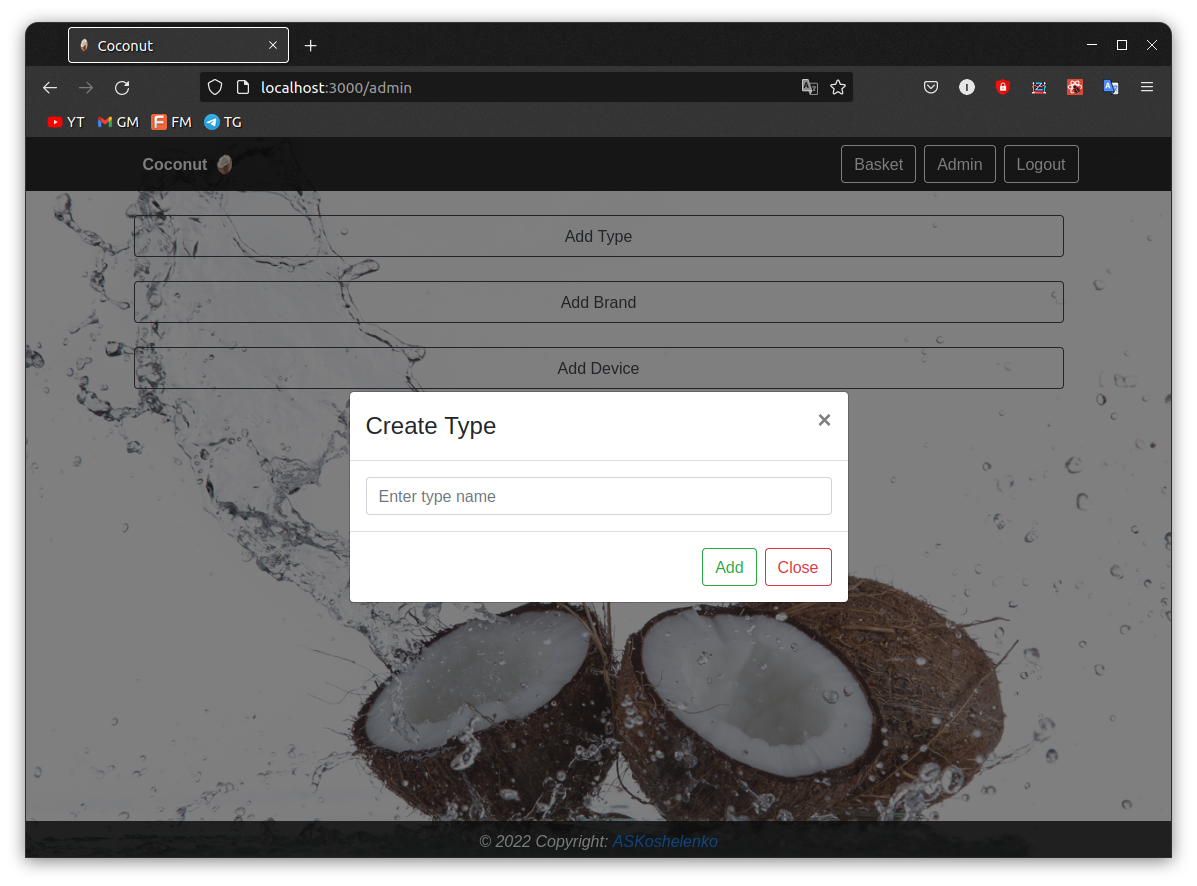 Coconut
localhost:3000/admin
YT GM FM TG
Coconut Basket Admin Logout
Add Type
Add Brand
Add Device
Create Type ×
Enter type name
Add Close
© 2022 Copyright: ASKoshelenko